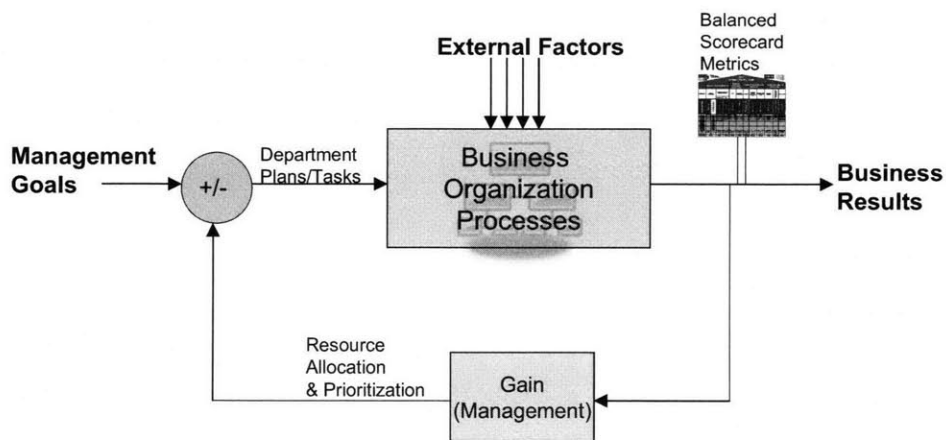 External Factors
Balanced
Scorecard
Metrics
Management
Goals
+/-
Department
Plans/Tasks
Business
Organization
Processes
Business
Results
Resource
Allocation
& Prioritization
Gain
(Management)